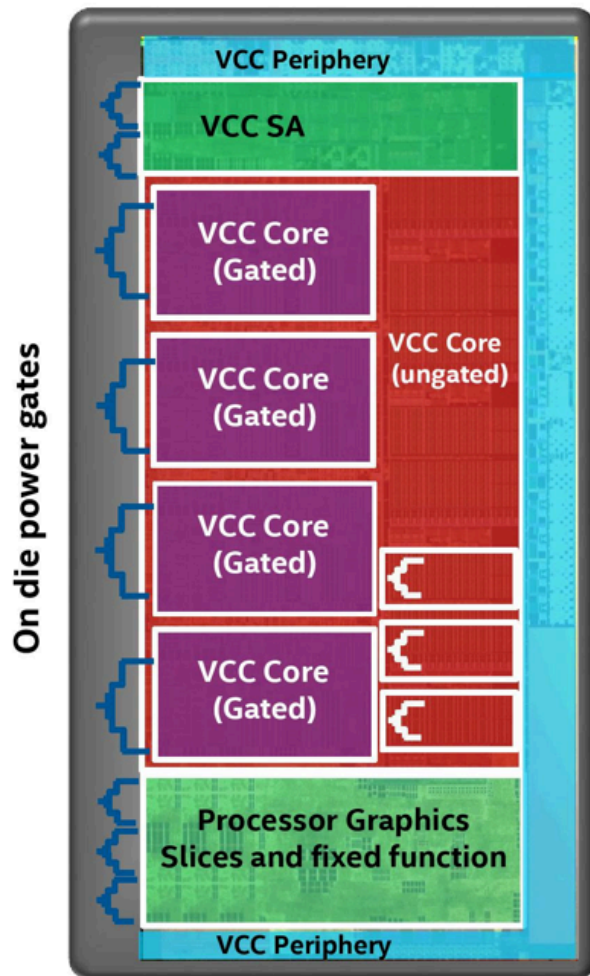 VCC Periphery
VCC SA
VCC Core
(Gated)
VCC Core
(ungated)
VCC Core
(Gated)
VCC Core
(Gated)
VCC Core
(Gated)
On die power gates
Processor Graphics
Slices and fixed function
VCC Periphery